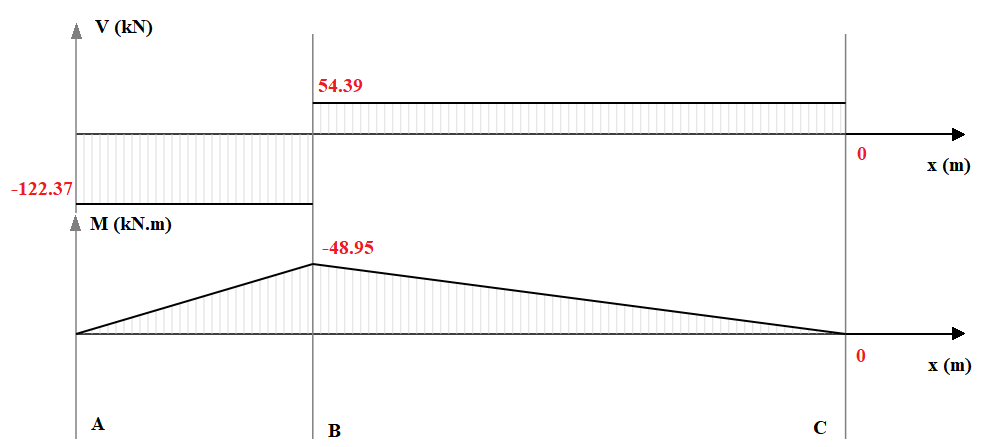 V (kN)
54.39
0
x (m)
-122.37
M (kN.m)
-48.95
0
x (m)
A
B
C